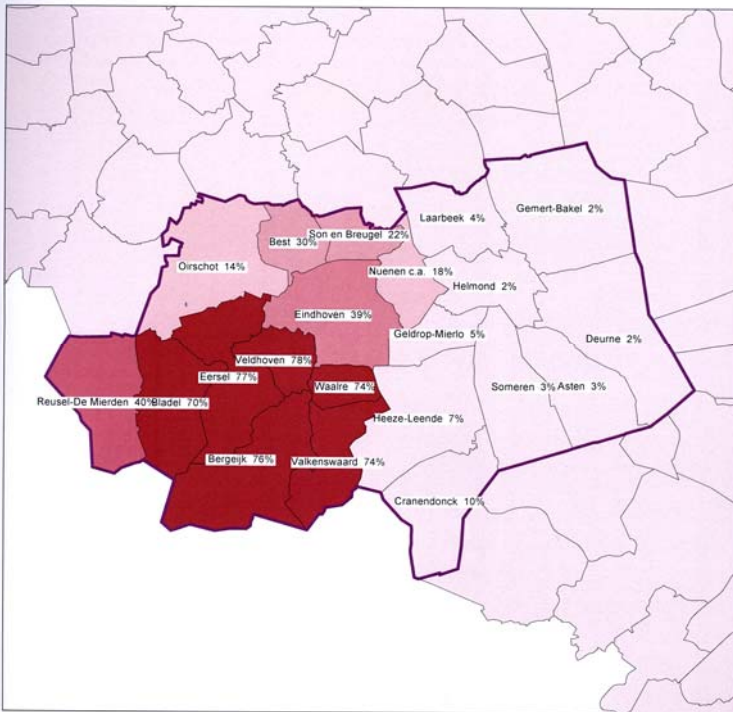 Gemert-Bakel 2%
Laarbeek 4%
Son en Breugel 22%
Best 30%
Oirschot 14%
Nuenen c.a. 18%
Helmond 2%
Eindhoven 39%
Geldrop-Mierlo 5%
Deurne 2%
Veldhoven 78%
Eersel 77%
Waalre 74%
Someren 3%
Asten 3%
Reusel-De Mierden 40%
Bladel 70%
Heeze-Leende 7%
Bergeijk 76%
Valkenswaard 74%
Cranendonck 10%